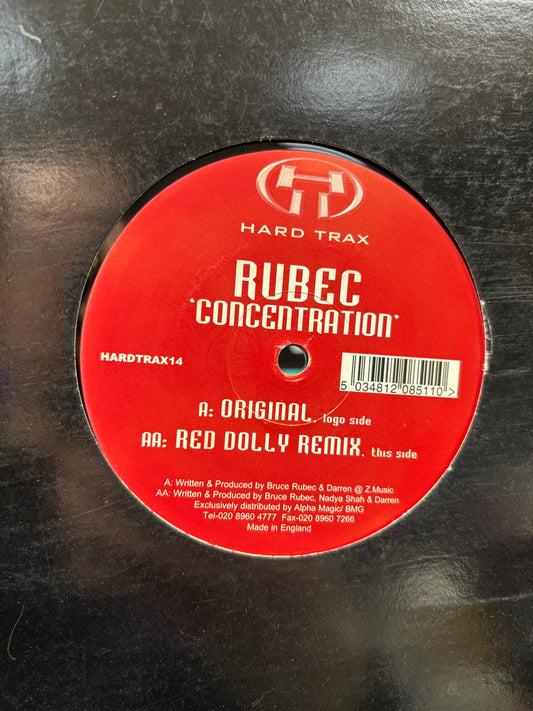 HARD TRAX
RUBEC
'CONCENTRATION'
HARDTRAX14
5 034812 085110 >
A: ORIGINAL, logo side
AA: RED DOLLY REMIX, this side
A: Written & Produced by Bruce Rubec & Darren @ Z.Music
AA: Written & Produced by Bruce Rubec, Nadya Shah & Darren
Exclusively distributed by Alpha Magic/ BMG
Tel-020 8960 4777 Fax-020 8960 7266
Made in England